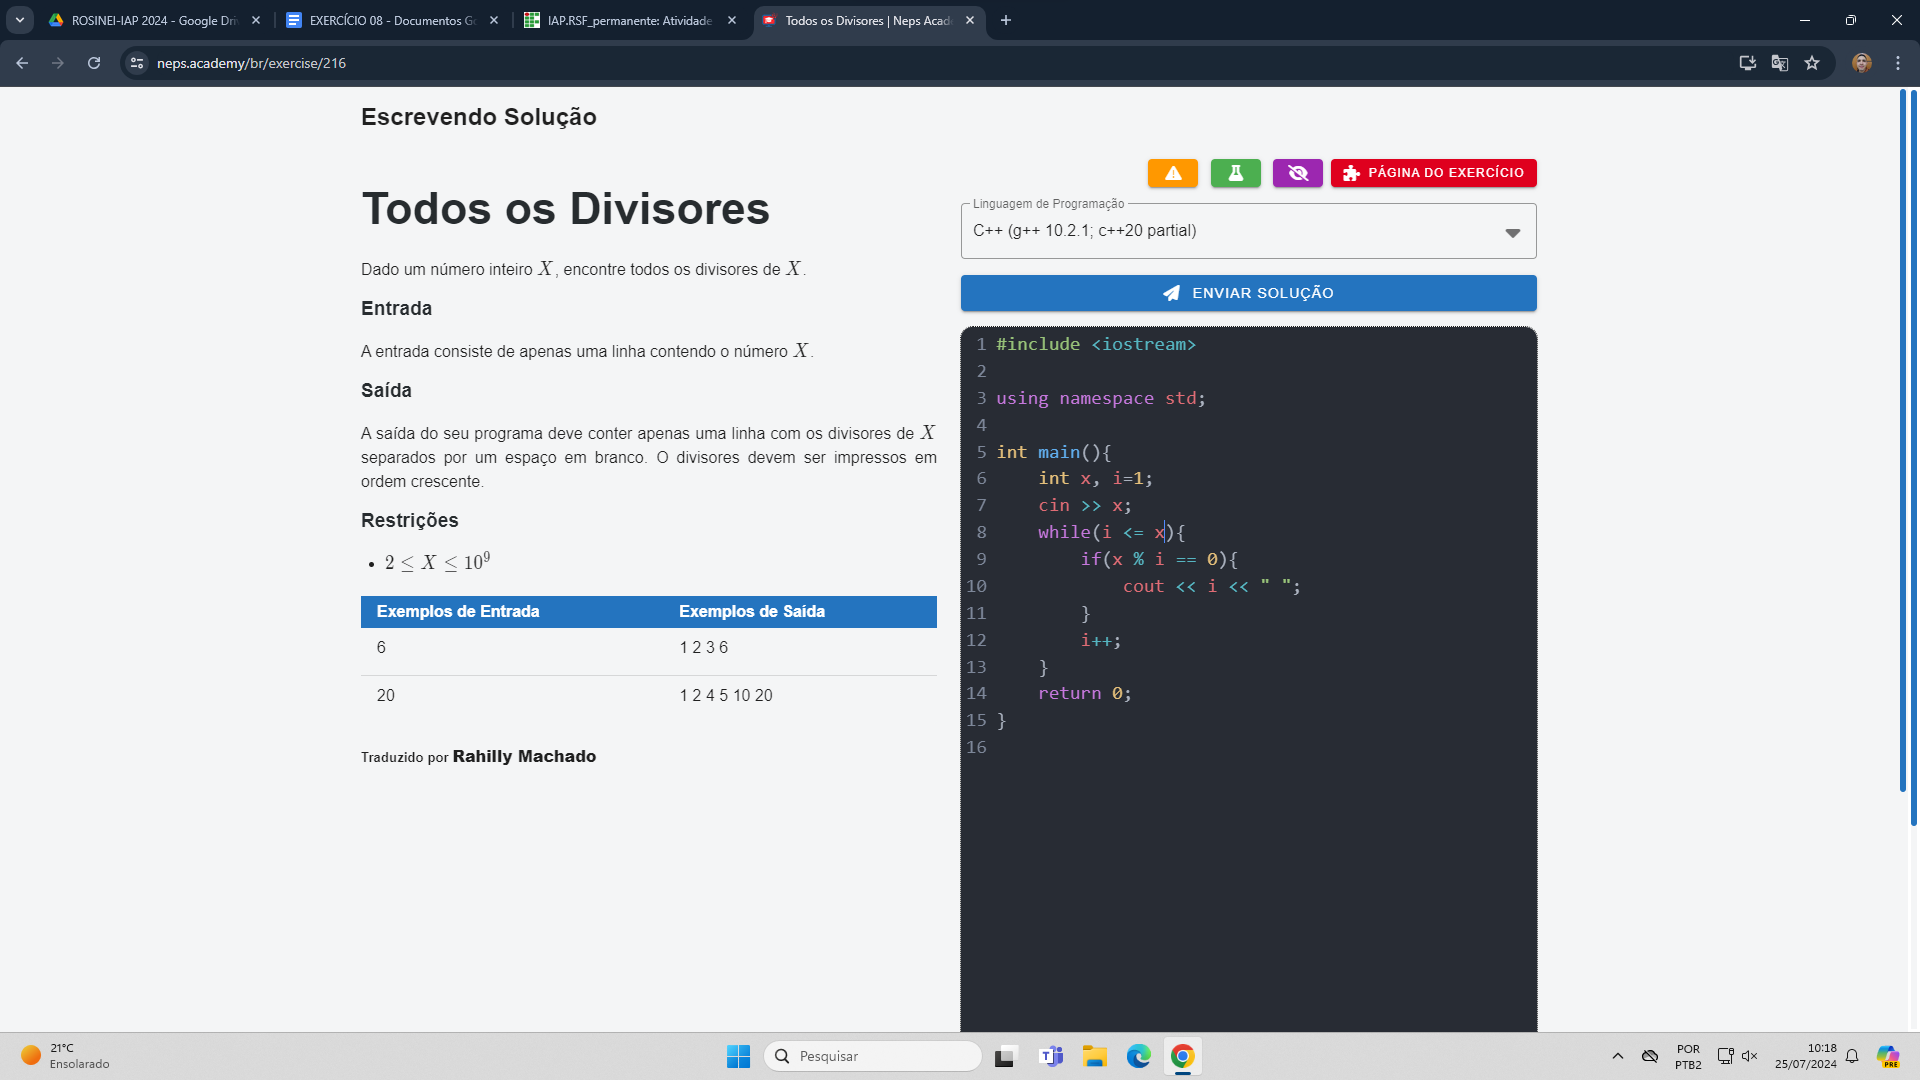 ROSINEI-IAP 2024 - Google Dri
EXERCÍCIO 08 - Documentos G
IAP.RSF_permanente: Atividade
Todos os Divisores | Neps Acad
neps.academy/br/exercise/216
Escrevendo Solução
PÁGINA DO EXERCÍCIO
Todos os Divisores
Dado um número inteiro X, encontre todos os divisores de X.
Entrada
A entrada consiste de apenas uma linha contendo o número X.
Saída
A saída do seu programa deve conter apenas uma linha com os divisores de X
separados por um espaço em branco. O divisores devem ser impressos em
ordem crescente.
Restrições
• 2 ≤ X ≤ 10⁹
Exemplos de Entrada Exemplos de Saída
6 1 2 3 6
20 1 2 4 5 10 20
Traduzido por Rahilly Machado
Linguagem de Programação
C++ (g++ 10.2.1; c++20 partial)
ENVIAR SOLUÇÃO
1 #include <iostream>
2
3 using namespace std;
4
5 int main(){
6     int x, i=1;
7     cin >> x;
8     while(i <= x){
9         if(x % i == 0){
10             cout << i << " ";
11         }
12         i++;
13     }
14     return 0;
15 }
16
21°C
Ensolarado
Pesquisar
POR
PTB2
10:18
25/07/2024
PRE